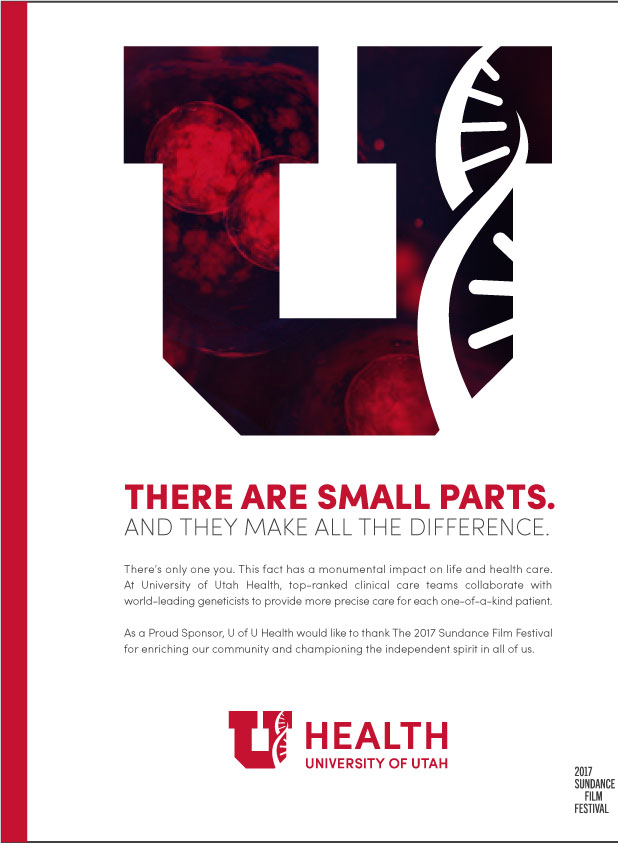 THERE ARE SMALL PARTS.
AND THEY MAKE ALL THE DIFFERENCE.
There's only one you. This fact has a monumental impact on life and health care.
At University of Utah Health, top-ranked clinical care teams collaborate with
world-leading geneticists to provide more precise care for each one-of-a-kind patient.
As a Proud Sponsor, U of U Health would like to thank The 2017 Sundance Film Festival
for enriching our community and championing the independent spirit in all of us.
U HEALTH
UNIVERSITY OF UTAH
2017
SUNDANCE
FILM
FESTIVAL